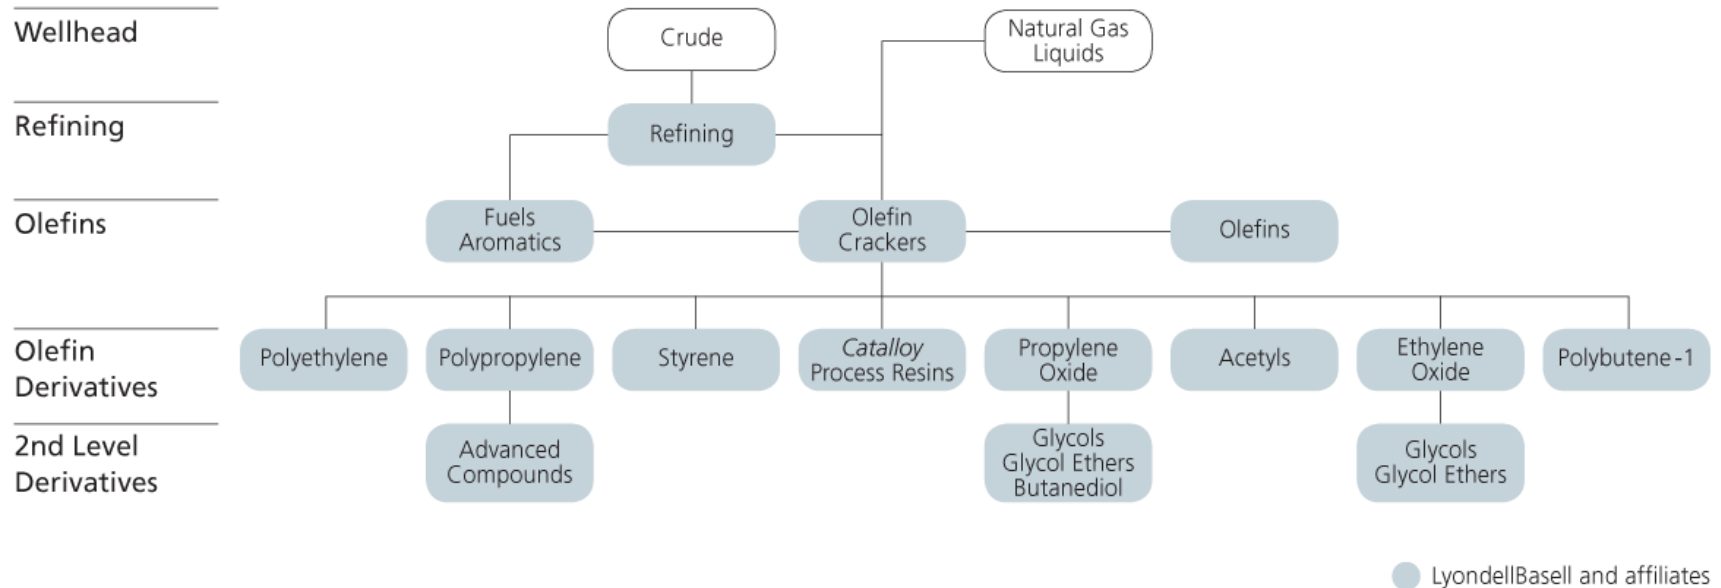 Wellhead
Crude
Natural Gas
Liquids
Refining
Refining
Olefins
Fuels
Aromatics
Olefin
Crackers
Olefins
Olefin
Derivatives
Polyethylene
Polypropylene
Styrene
Catalloy
Process Resins
Propylene
Oxide
Acetyls
Ethylene
Oxide
Polybutene-1
2nd Level
Derivatives
Advanced
Compounds
Glycols
Glycol Ethers
Butanediol
Glycols
Glycol Ethers
LyondellBasell and affiliates